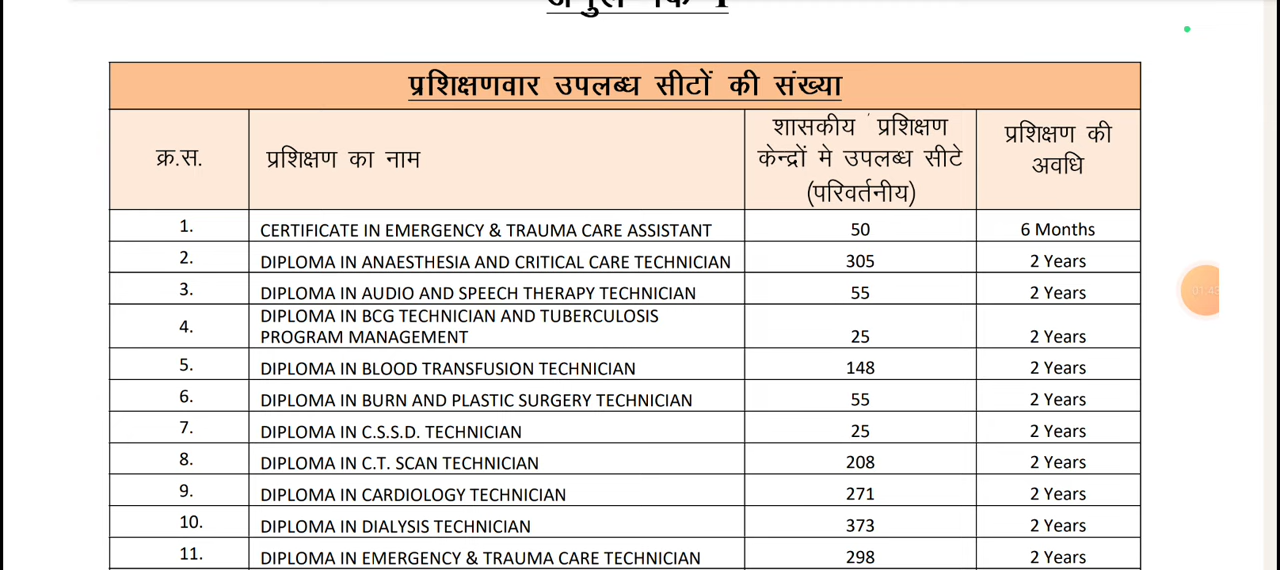 प्रशिक्षणवार उपलब्ध सीटों की संख्या
क्र.स. प्रशिक्षण का नाम शासकीय प्रशिक्षण केन्द्रों मे उपलब्ध सीटे (परिवर्तनीय) प्रशिक्षण की अवधि
1. CERTIFICATE IN EMERGENCY & TRAUMA CARE ASSISTANT 50 6 Months
2. DIPLOMA IN ANAESTHESIA AND CRITICAL CARE TECHNICIAN 305 2 Years
3. DIPLOMA IN AUDIO AND SPEECH THERAPY TECHNICIAN 55 2 Years
4. DIPLOMA IN BCG TECHNICIAN AND TUBERCULOSIS
PROGRAM MANAGEMENT 25 2 Years
5. DIPLOMA IN BLOOD TRANSFUSION TECHNICIAN 148 2 Years
6. DIPLOMA IN BURN AND PLASTIC SURGERY TECHNICIAN 55 2 Years
7. DIPLOMA IN C.S.S.D. TECHNICIAN 25 2 Years
8. DIPLOMA IN C.T. SCAN TECHNICIAN 208 2 Years
9. DIPLOMA IN CARDIOLOGY TECHNICIAN 271 2 Years
10. DIPLOMA IN DIALYSIS TECHNICIAN 373 2 Years
11. DIPLOMA IN EMERGENCY & TRAUMA CARE TECHNICIAN 298 2 Years